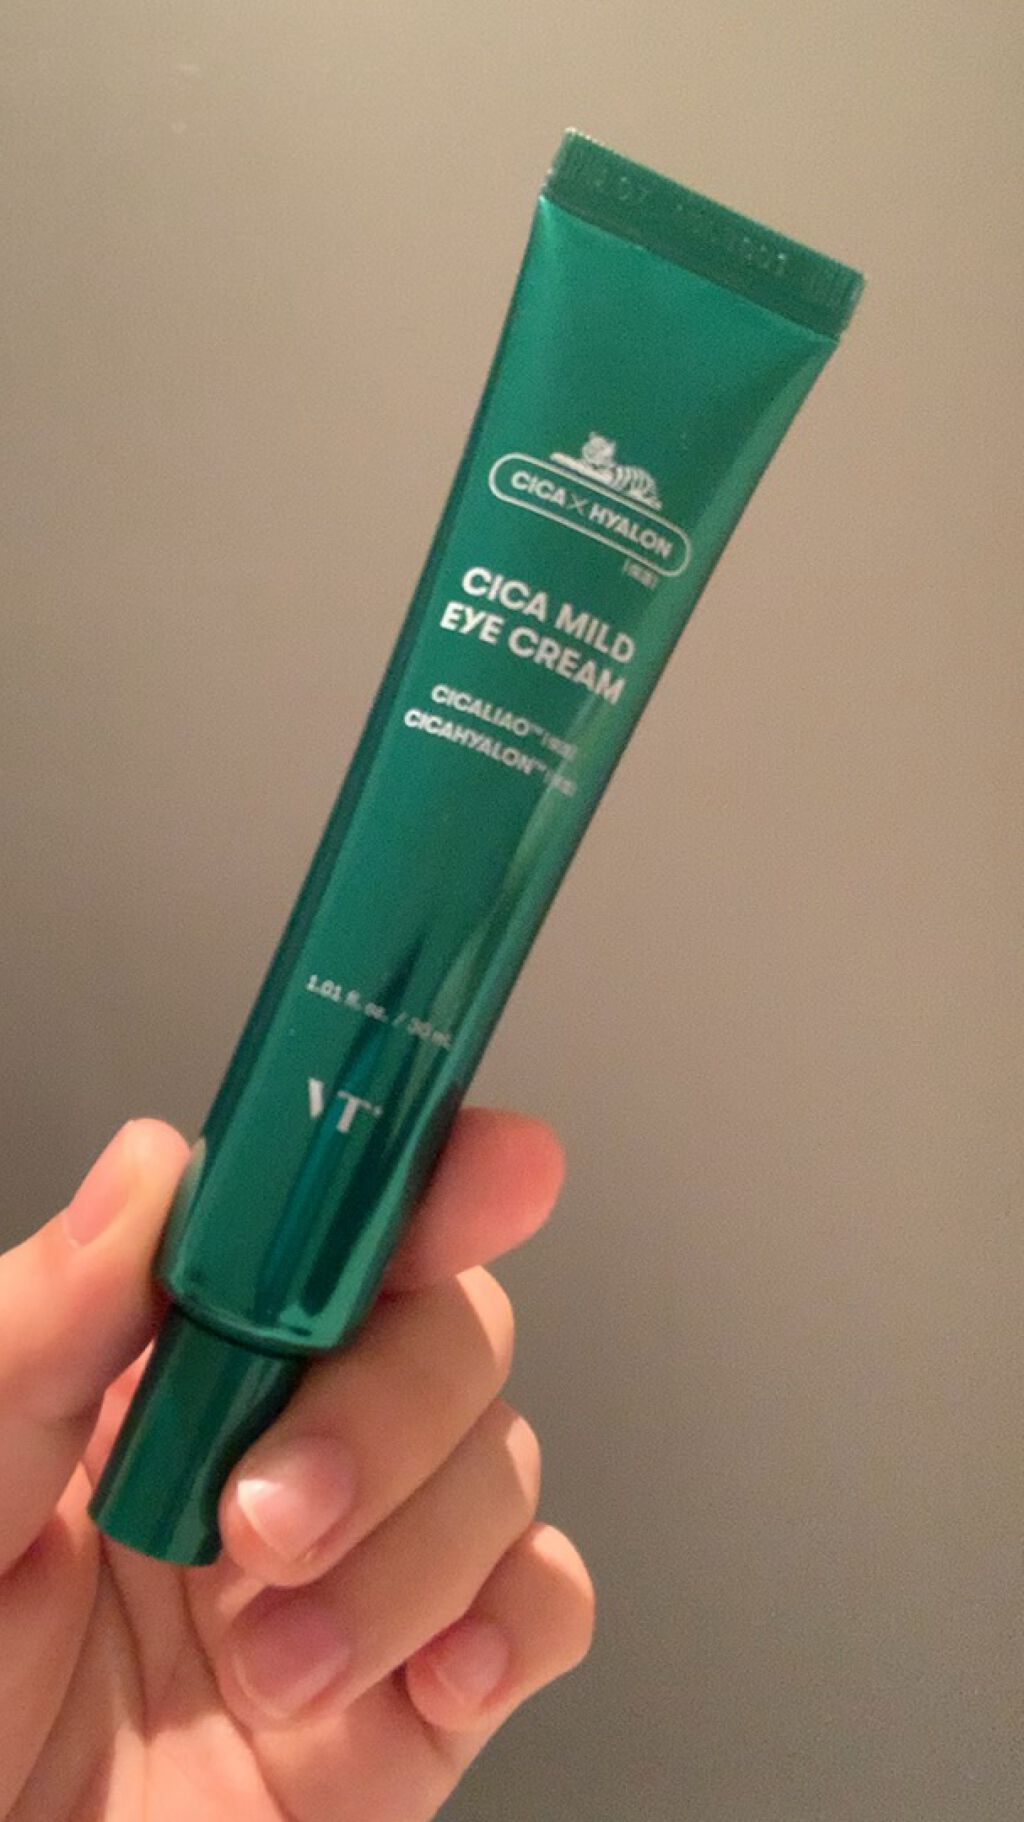 CICA×HYALON
CICA MILD
EYE CREAM
CICALIAO™
CICAHYALON™
1.01 fl. oz. / 30 mL
VT